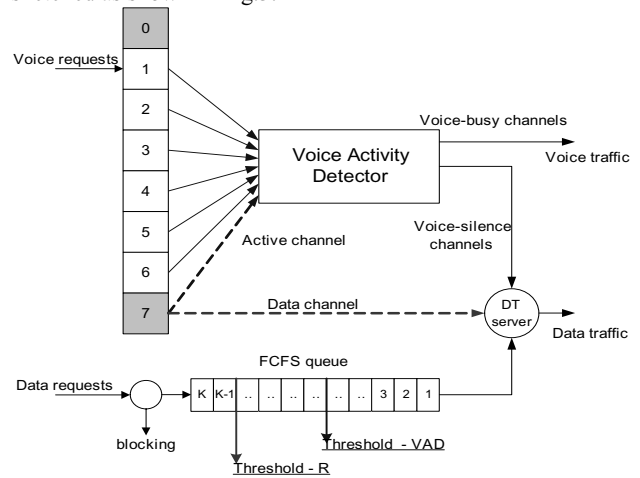 0
Voice requests
1
2
3
4
5
6
7
Voice Activity
Detector
Voice-busy channels
Voice traffic
Active channel
Voice-silence
channels
Data channel
DT
server
Data traffic
FCFS queue
Data requests
K K-1 .. .. .. .. .. .. 3 2 1
blocking
Threshold - VAD
Threshold - R